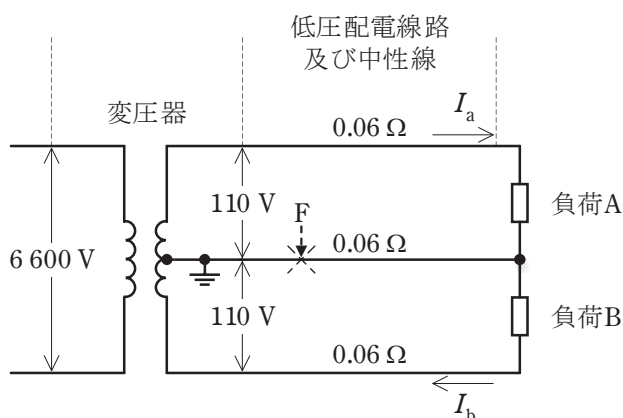 低圧配電線路
及び中性線
変圧器
0.06 Ω
Ia
110 V
F
負荷A
6 600 V
0.06 Ω
110 V
負荷B
0.06 Ω
Ib